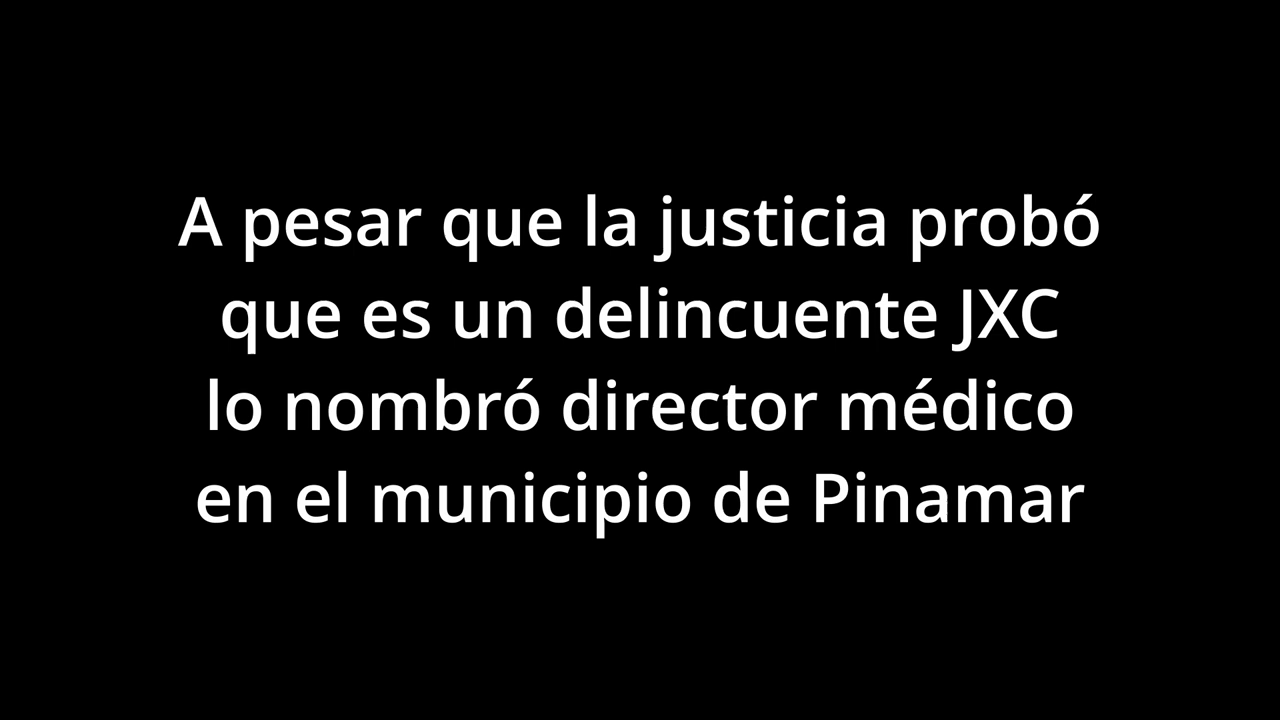 A pesar que la justicia probó
que es un delincuente JXC
lo nombró director médico
en el municipio de Pinamar